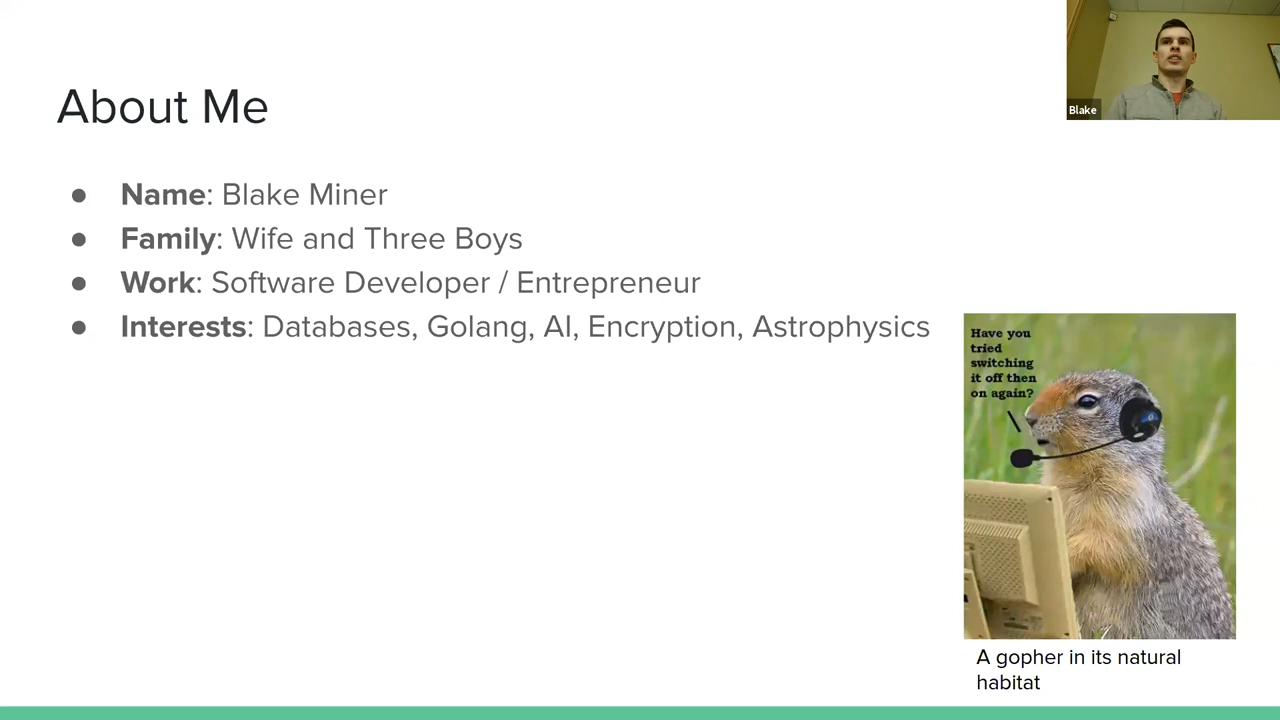 About Me
● Name: Blake Miner
● Family: Wife and Three Boys
● Work: Software Developer / Entrepreneur
● Interests: Databases, Golang, AI, Encryption, Astrophysics
Blake
Have you
tried
switching
it off then
on again?
A gopher in its natural
habitat